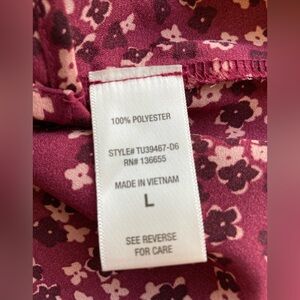 100% POLYESTER
STYLE# TU39467-D6
RN# 136655
MADE IN VIETNAM
L
SEE REVERSE
FOR CARE